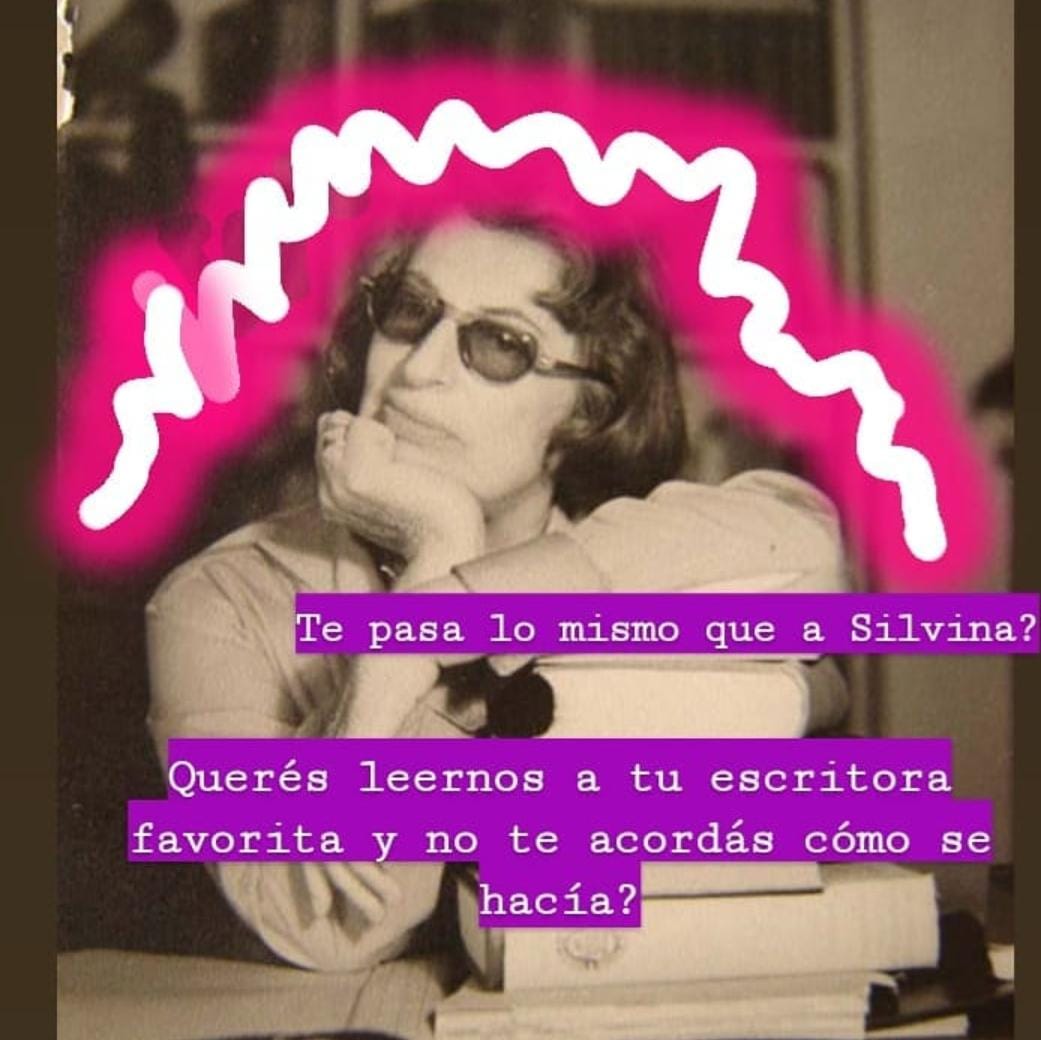 Te pasa lo mismo que a Silvina?
Querés leernos a tu escritora
favorita y no te acordás cómo se
hacía?